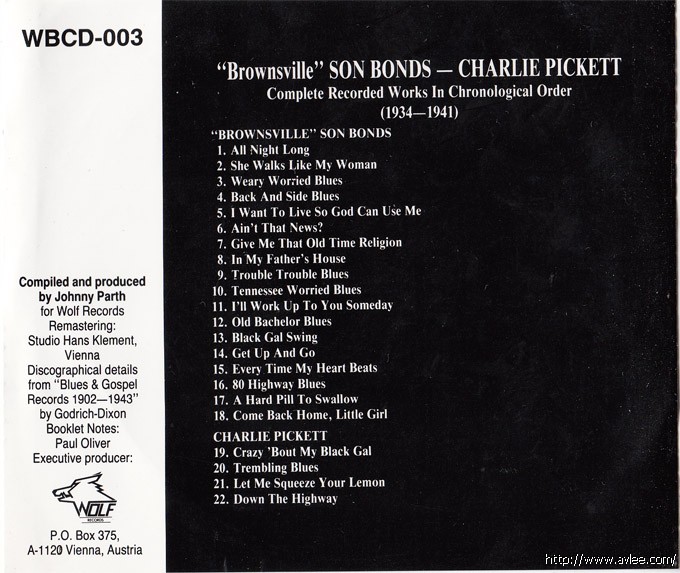 WBCD-003
Compiled and produced
by Johnny Parth
for Wolf Records
Remastering:
Studio Hans Klement,
Vienna
Discographical details
from “Blues & Gospel
Records 1902—1943”
by Godrich-Dixon
Booklet Notes:
Paul Oliver
Executive producer:
WOLF
RECORDS
P.O. Box 375,
A-1120 Vienna, Austria
“Brownsville” SON BONDS — CHARLIE PICKETT
Complete Recorded Works In Chronological Order
(1934—1941)
“BROWNSVILLE” SON BONDS
1. All Night Long
2. She Walks Like My Woman
3. Weary Worried Blues
4. Back And Side Blues
5. I Want To Live So God Can Use Me
6. Ain’t That News?
7. Give Me That Old Time Religion
8. In My Father’s House
9. Trouble Trouble Blues
10. Tennessee Worried Blues
11. I’ll Work Up To You Someday
12. Old Bachelor Blues
13. Black Gal Swing
14. Get Up And Go
15. Every Time My Heart Beats
16. 80 Highway Blues
17. A Hard Pill To Swallow
18. Come Back Home, Little Girl
CHARLIE PICKETT
19. Crazy ’Bout My Black Gal
20. Trembling Blues
21. Let Me Squeeze Your Lemon
22. Down The Highway
http://www.avlee.com/